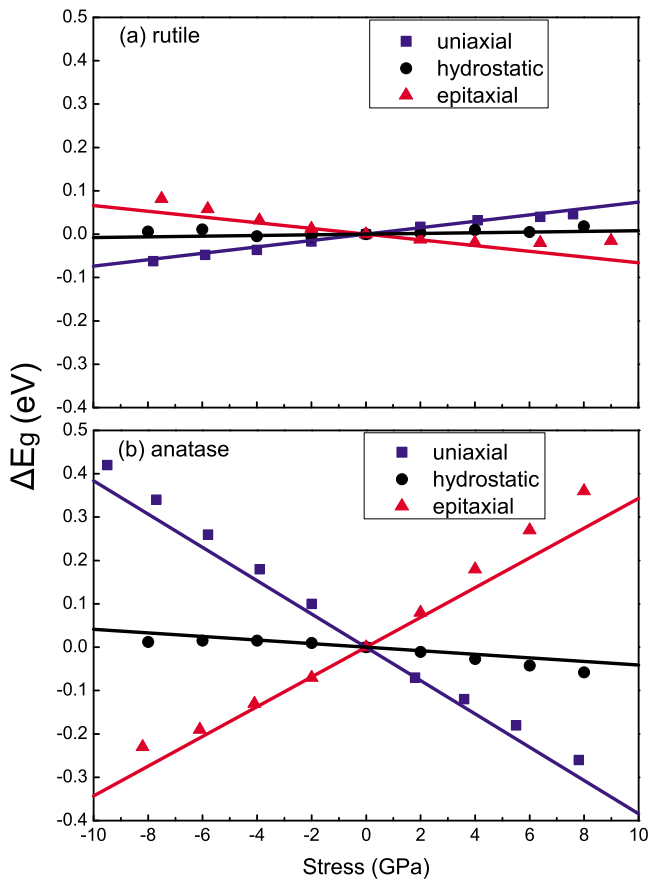 (a) rutile
uniaxial
hydrostatic
epitaxial
0.5
0.4
0.3
0.2
0.1
0.0
-0.1
-0.2
-0.3
-0.4
ΔEg (eV)
(b) anatase
uniaxial
hydrostatic
epitaxial
0.5
0.4
0.3
0.2
0.1
0.0
-0.1
-0.2
-0.3
-0.4
-10 -8 -6 -4 -2 0 2 4 6 8 10
Stress (GPa)